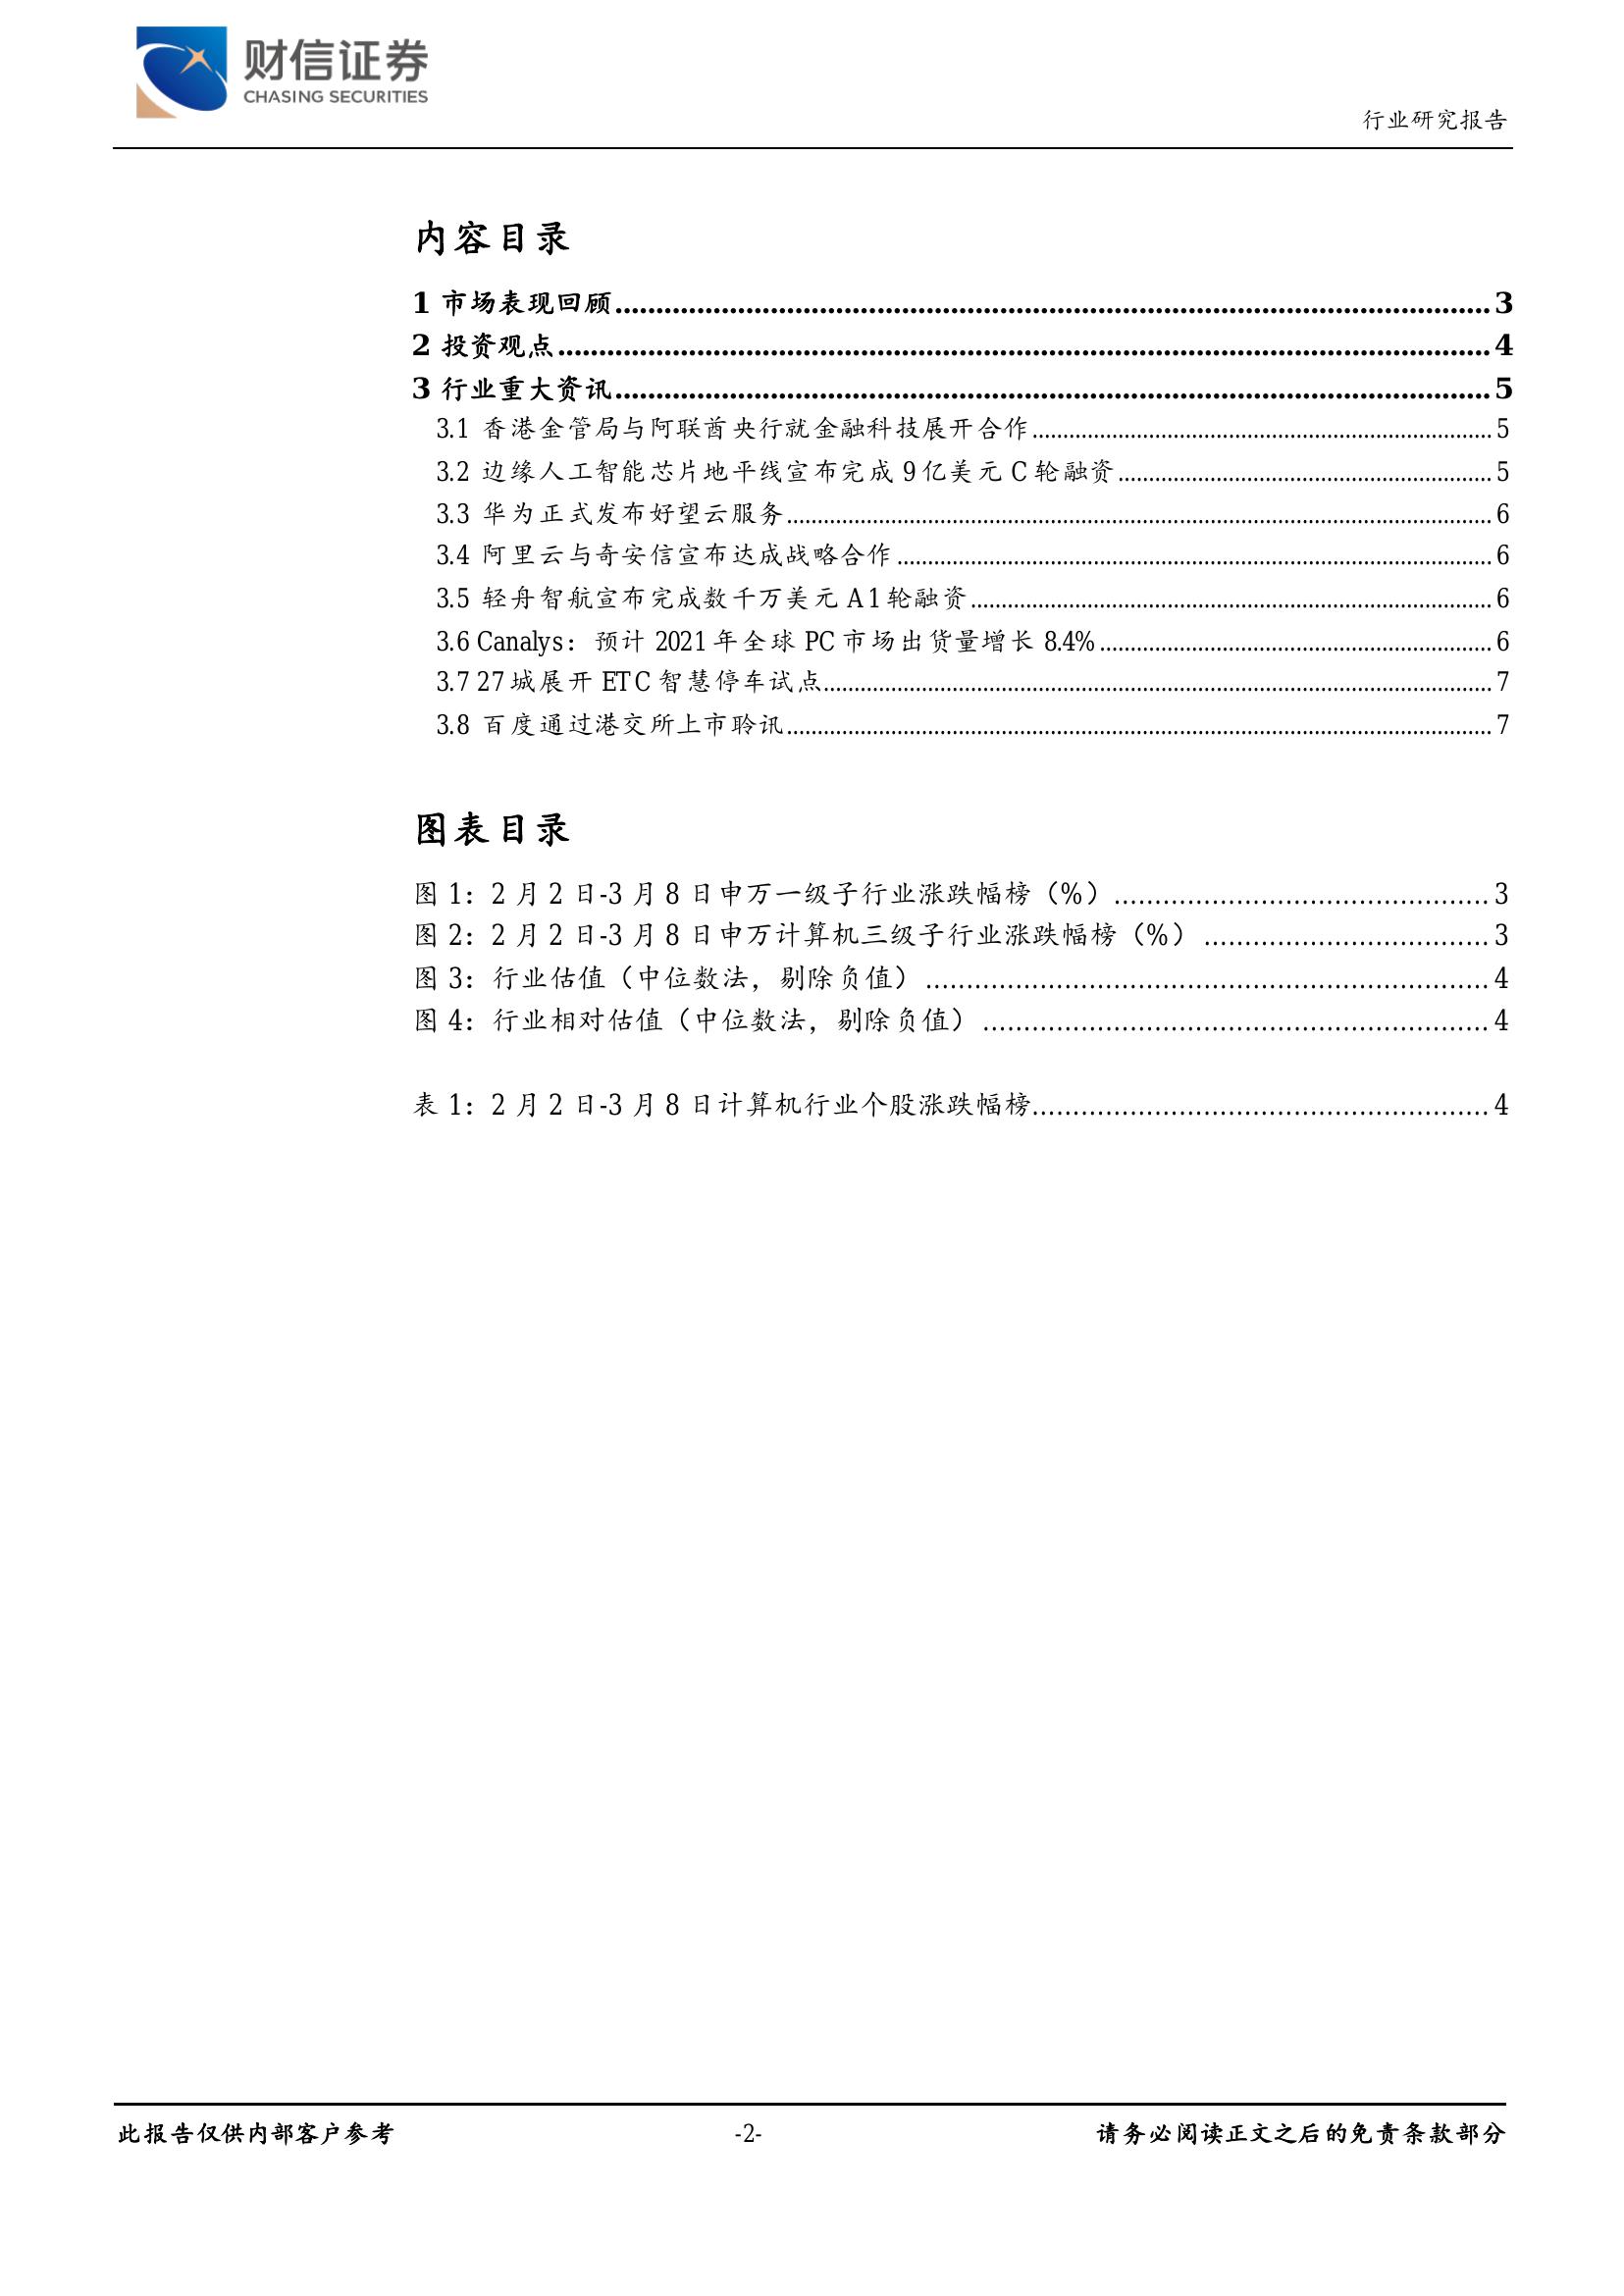 财信证券
CHASING SECURITIES
行业研究报告
内容目录
1 市场表现回顾 3
2 投资观点 4
3 行业重大资讯 5
3.1 香港金管局与阿联酋央行就金融科技展开合作 5
3.2 边缘人工智能芯片地平线宣布完成 9 亿美元 C 轮融资 5
3.3 华为正式发布好望云服务 6
3.4 阿里云与奇安信宣布达成战略合作 6
3.5 轻舟智航宣布完成数千万美元 A1 轮融资 6
3.6 Canalys：预计 2021 年全球 PC 市场出货量增长 8.4% 6
3.7 27 城展开 ETC 智慧停车试点 7
3.8 百度通过港交所上市聆讯 7
图表目录
图 1：2 月 2 日-3 月 8 日申万一级子行业涨跌幅榜（%） 3
图 2：2 月 2 日-3 月 8 日申万计算机三级子行业涨跌幅榜（%） 3
图 3：行业估值（中位数法，剔除负值） 4
图 4：行业相对估值（中位数法，剔除负值） 4
表 1：2 月 2 日-3 月 8 日计算机行业个股涨跌幅榜 4
此报告仅供内部客户参考 -2- 请务必阅读正文之后的免责条款部分